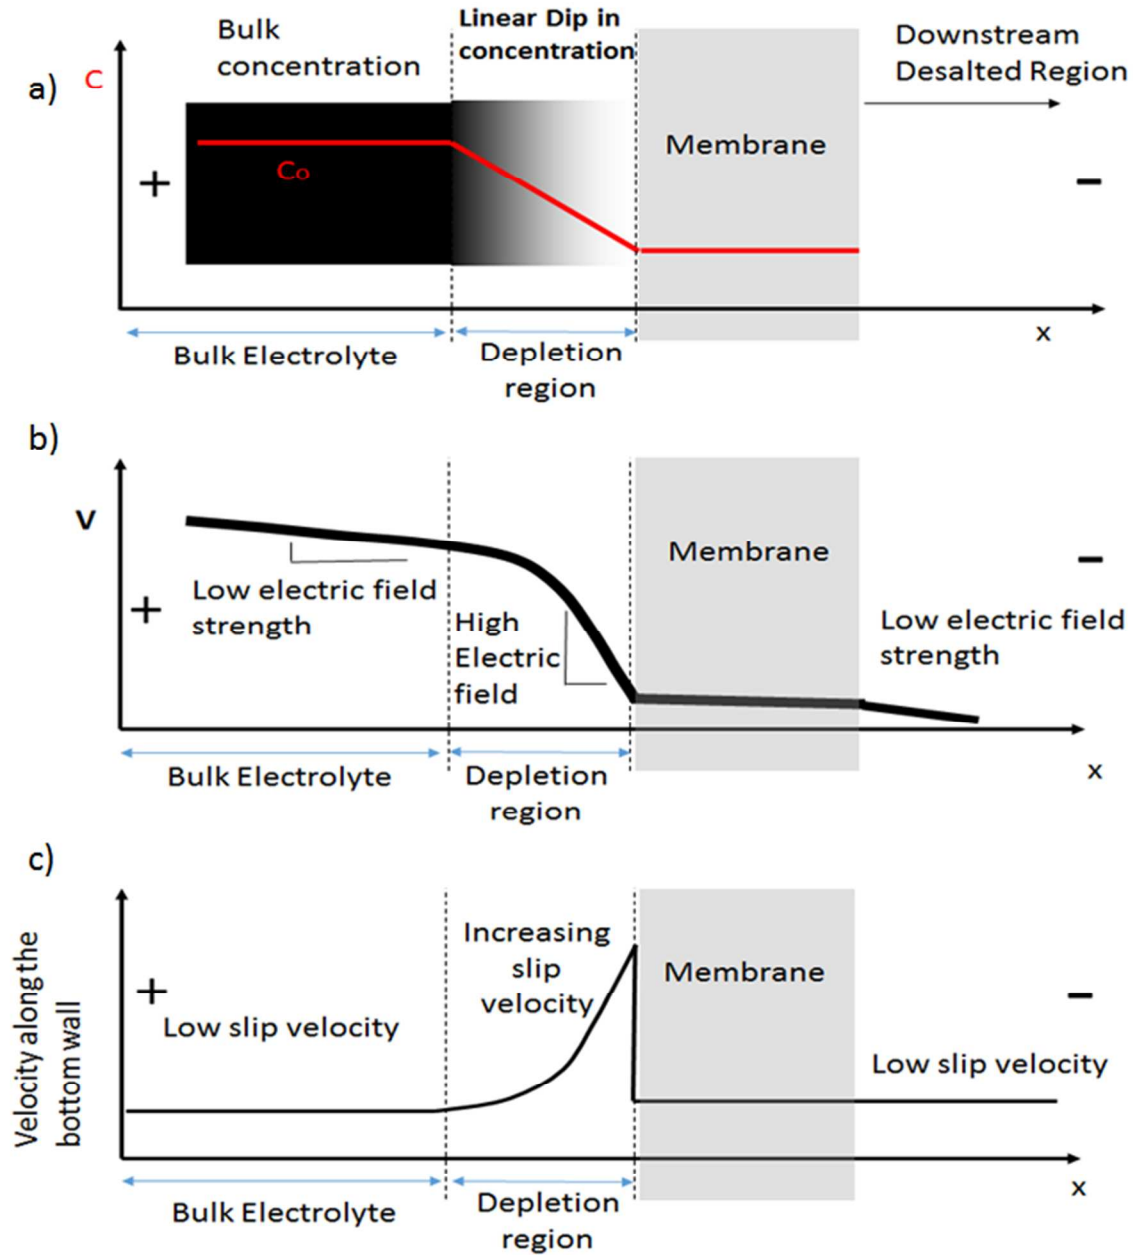 a)
C
Bulk
concentration
Linear Dip in
concentration
Downstream
Desalted Region
Membrane
+
Co
−
x
Bulk Electrolyte
Depletion
region
b)
V
Membrane
−
+
Low electric field
strength
High
Electric
field
Low electric field
strength
Bulk Electrolyte
Depletion
region
x
c)
Velocity along the
bottom wall
Increasing
slip
velocity
Membrane
+
−
Low slip velocity
Low slip velocity
x
Bulk Electrolyte
Depletion
region